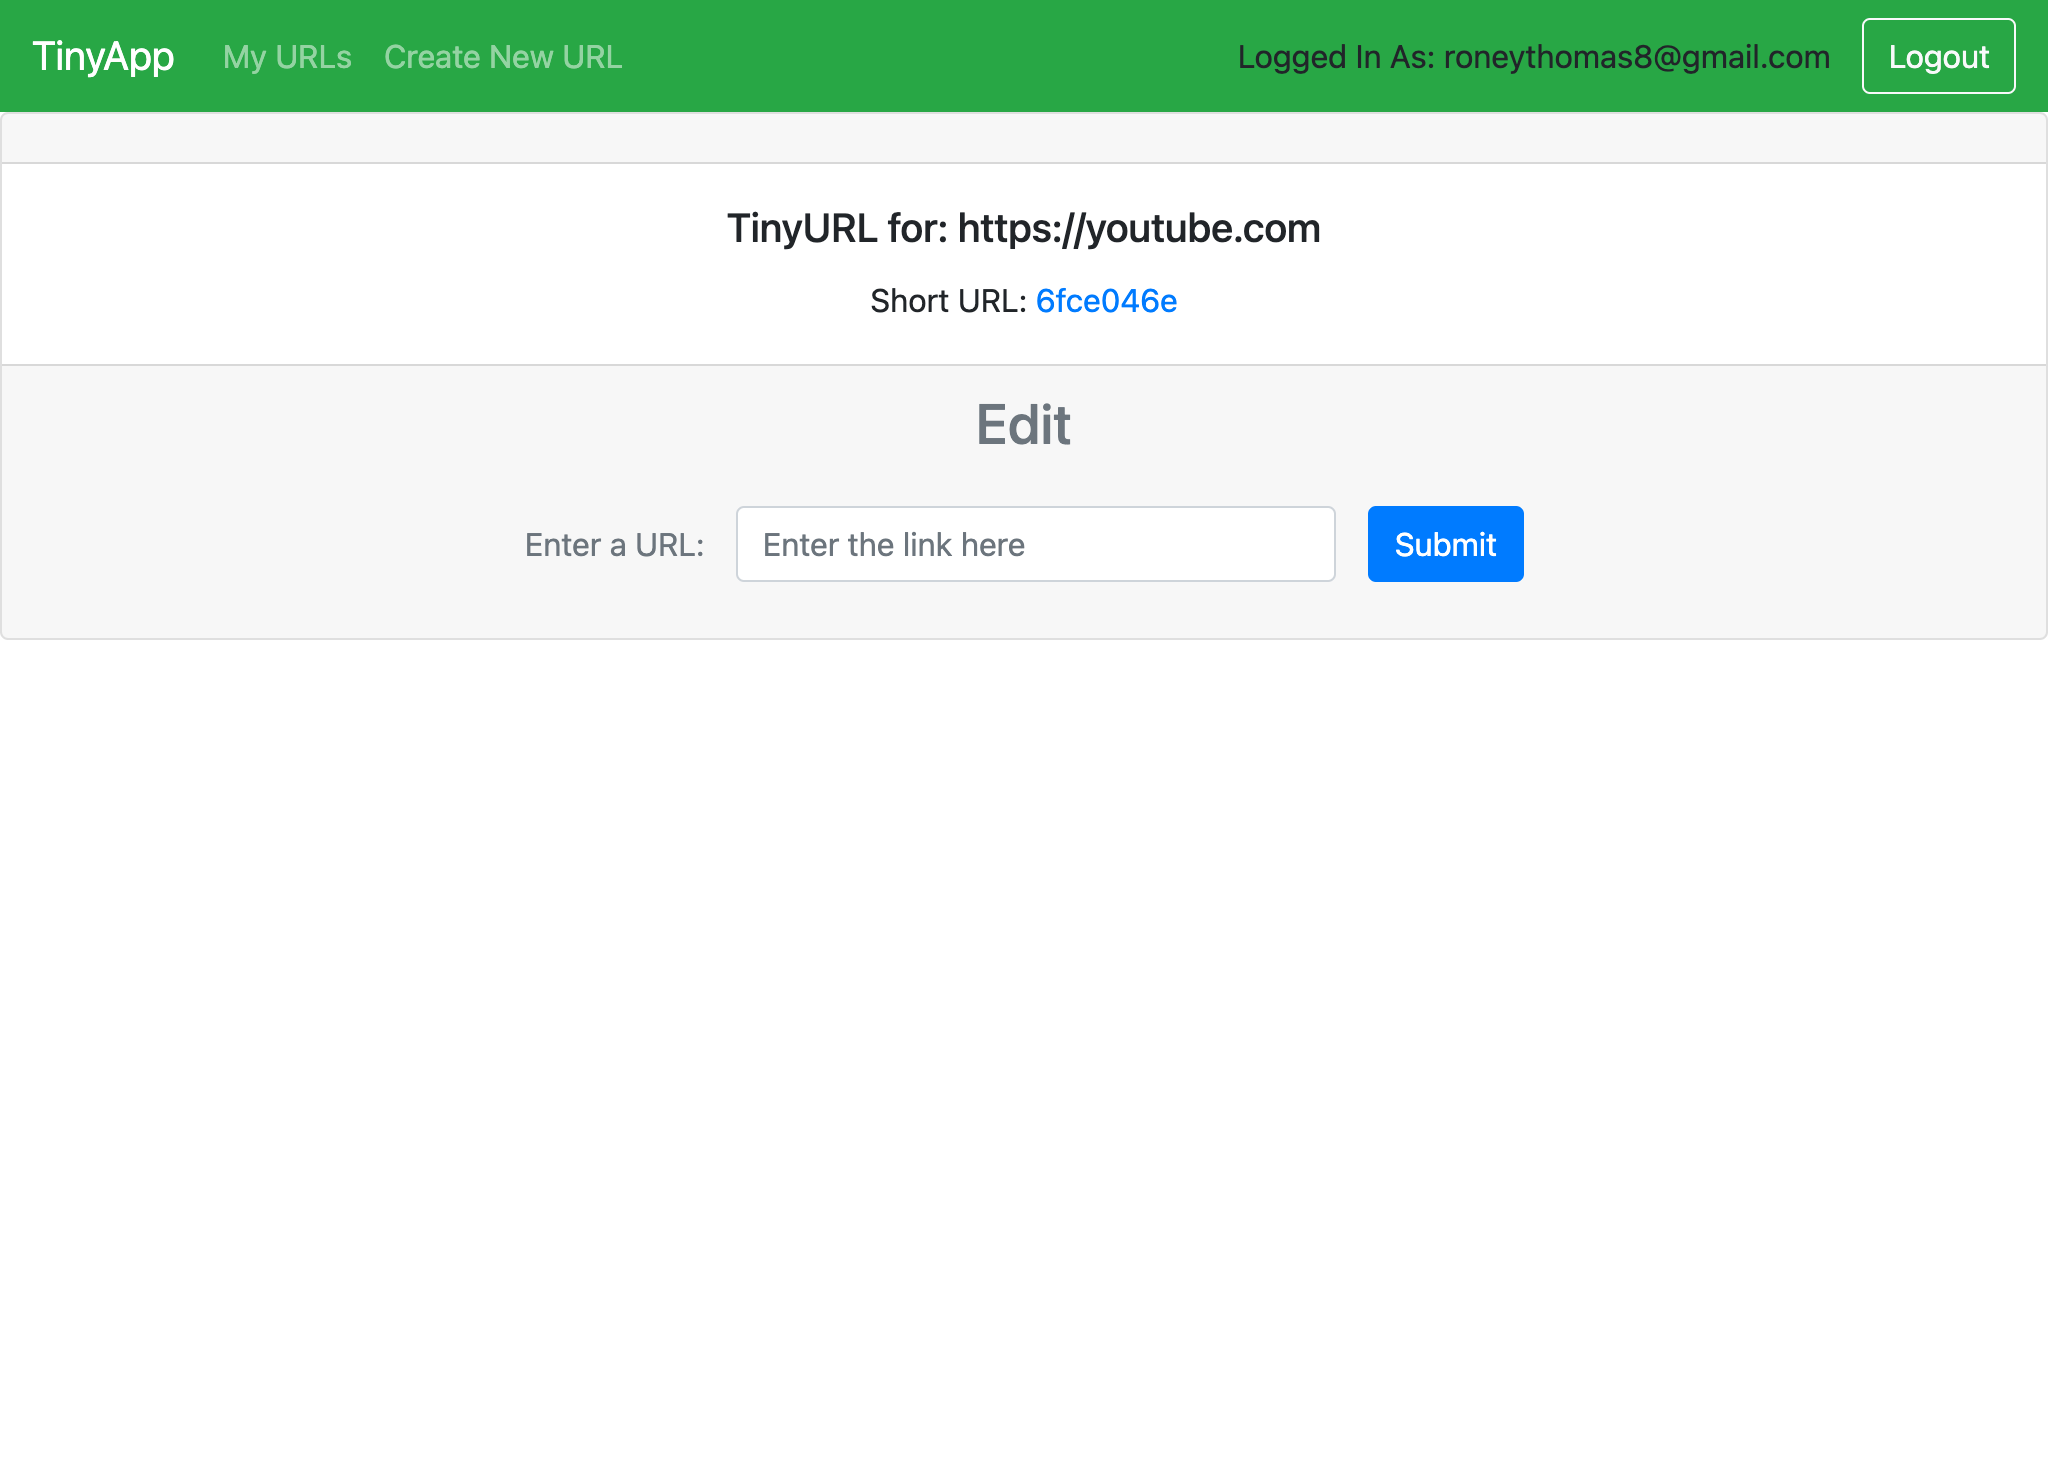 TinyApp My URLs Create New URL Logged In As: roneythomas8@gmail.com Logout
TinyURL for: https://youtube.com
Short URL: 6fce046e
Edit
Enter a URL: Enter the link here Submit